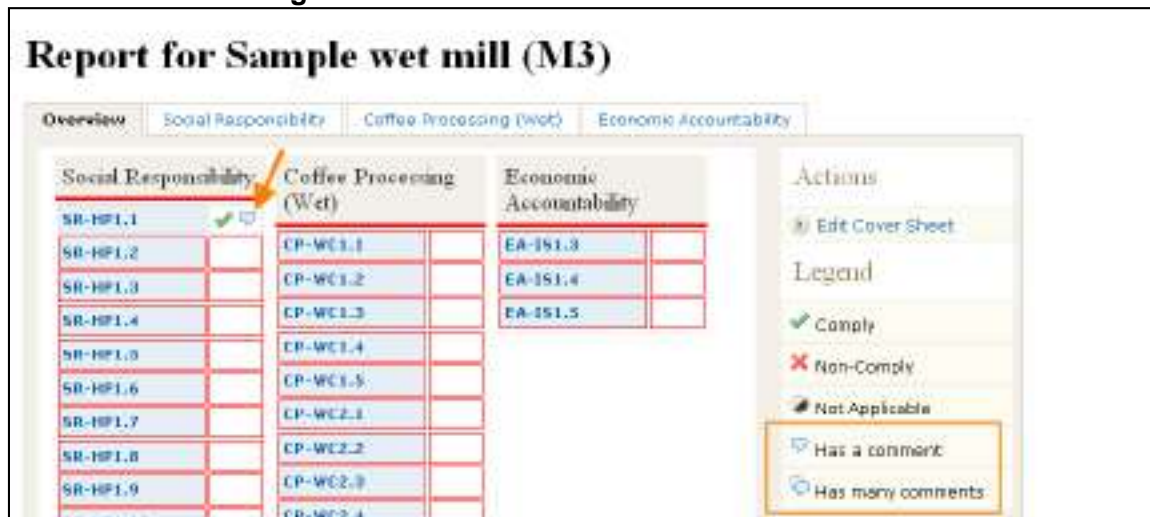 Report for Sample wet mill (M3)
Overview
Social Responsibility
Coffee Processing (Wet)
Economic Accountability
Social Responsibility
SR-HP1.1
SR-HP1.2
SR-HP1.3
SR-HP1.4
SR-HP1.5
SR-HP1.6
SR-HP1.7
SR-HP1.8
SR-HP1.9
Coffee Processing
(Wet)
CP-WC1.1
CP-WC1.2
CP-WC1.3
CP-WC1.4
CP-WC1.5
CP-WC2.1
CP-WC2.2
CP-WC2.3
CP-WC2.4
Economic
Accountability
EA-IS1.3
EA-IS1.4
EA-IS1.5
Actions
Edit Cover Sheet
Legend
Comply
Non-Comply
Not Applicable
Has a comment
Has many comments